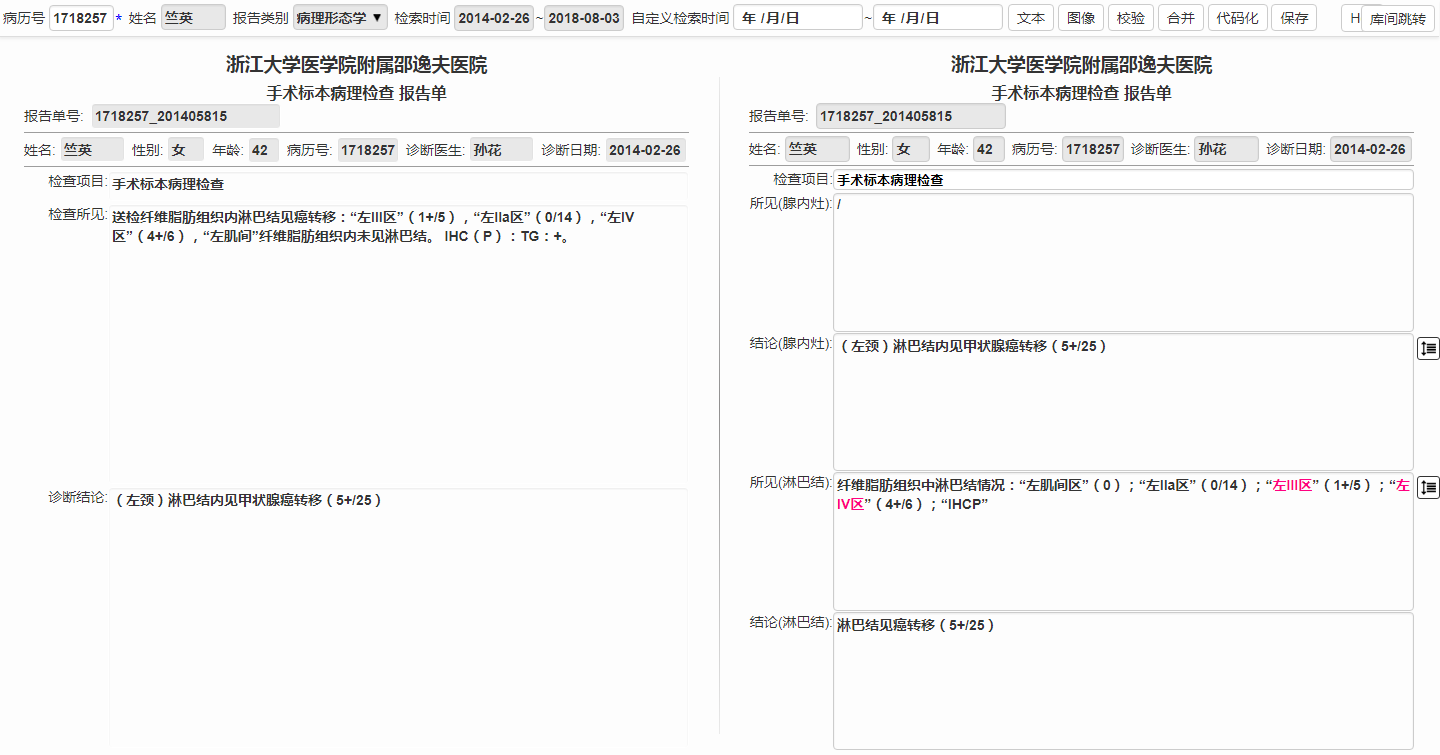 病历号 1718257 * 姓名 竺英 报告类别 病理形态学 ▼ 检索时间 2014-02-26 ~ 2018-08-03 自定义检索时间 年 /月/日 ~ 年 /月/日 文本 图像 校验 合并 代码化 保存 H 库间跳转
浙江大学医学院附属邵逸夫医院
手术标本病理检查 报告单
报告单号: 1718257_201405815
姓名: 竺英 性别: 女 年龄: 42 病历号: 1718257 诊断医生: 孙花 诊断日期: 2014-02-26
检查项目: 手术标本病理检查
检查所见: 送检纤维脂肪组织内淋巴结见癌转移：“左III区”（1+/5），“左IIa区”（0/14），“左IV
区”（4+/6），“左肌间”纤维脂肪组织内未见淋巴结。 IHC（P）：TG：+。
诊断结论: （左颈）淋巴结内见甲状腺癌转移（5+/25）
浙江大学医学院附属邵逸夫医院
手术标本病理检查 报告单
报告单号: 1718257_201405815
姓名: 竺英 性别: 女 年龄: 42 病历号: 1718257 诊断医生: 孙花 诊断日期: 2014-02-26
检查项目: 手术标本病理检查
所见(腺内灶): /
结论(腺内灶): （左颈）淋巴结内见甲状腺癌转移（5+/25）
所见(淋巴结): 纤维脂肪组织中淋巴结情况：“左肌间区”（0）；“左IIa区”（0/14）；“左III区”（1+/5）；“左
IV区”（4+/6）；“IHCP”
结论(淋巴结): 淋巴结见癌转移（5+/25）